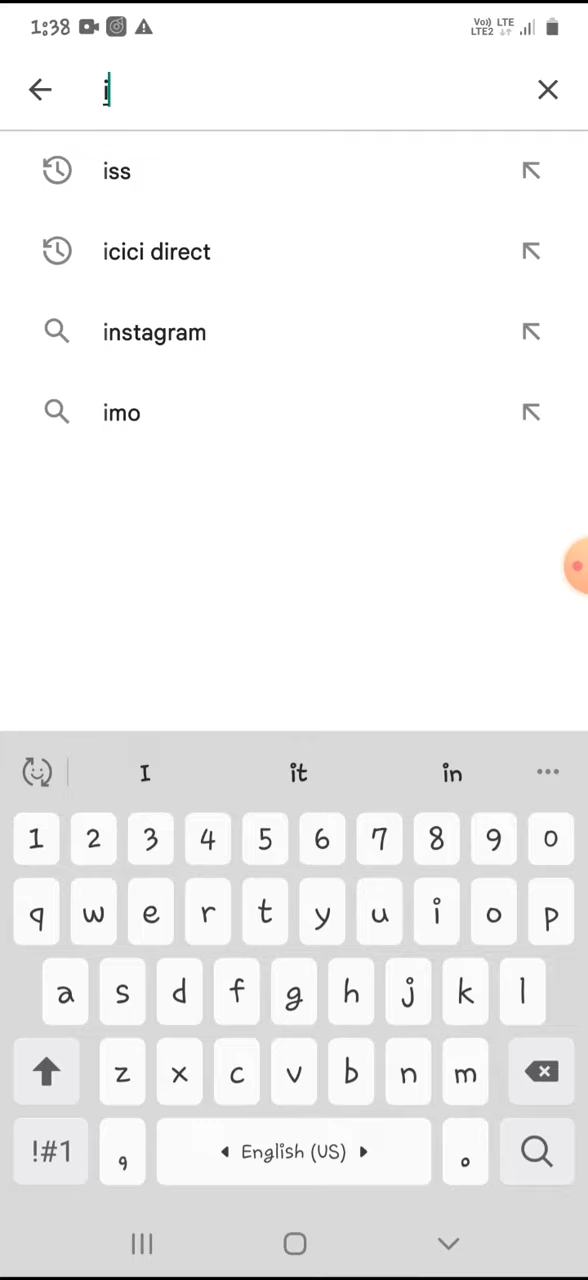 1:38 Vo)) LTE LTE2
i
iss
icici direct
instagram
imo
I it in
1 2 3 4 5 6 7 8 9 0
q w e r t y u i o p
a s d f g h j k l
z x c v b n m
!#1 , English (US) .